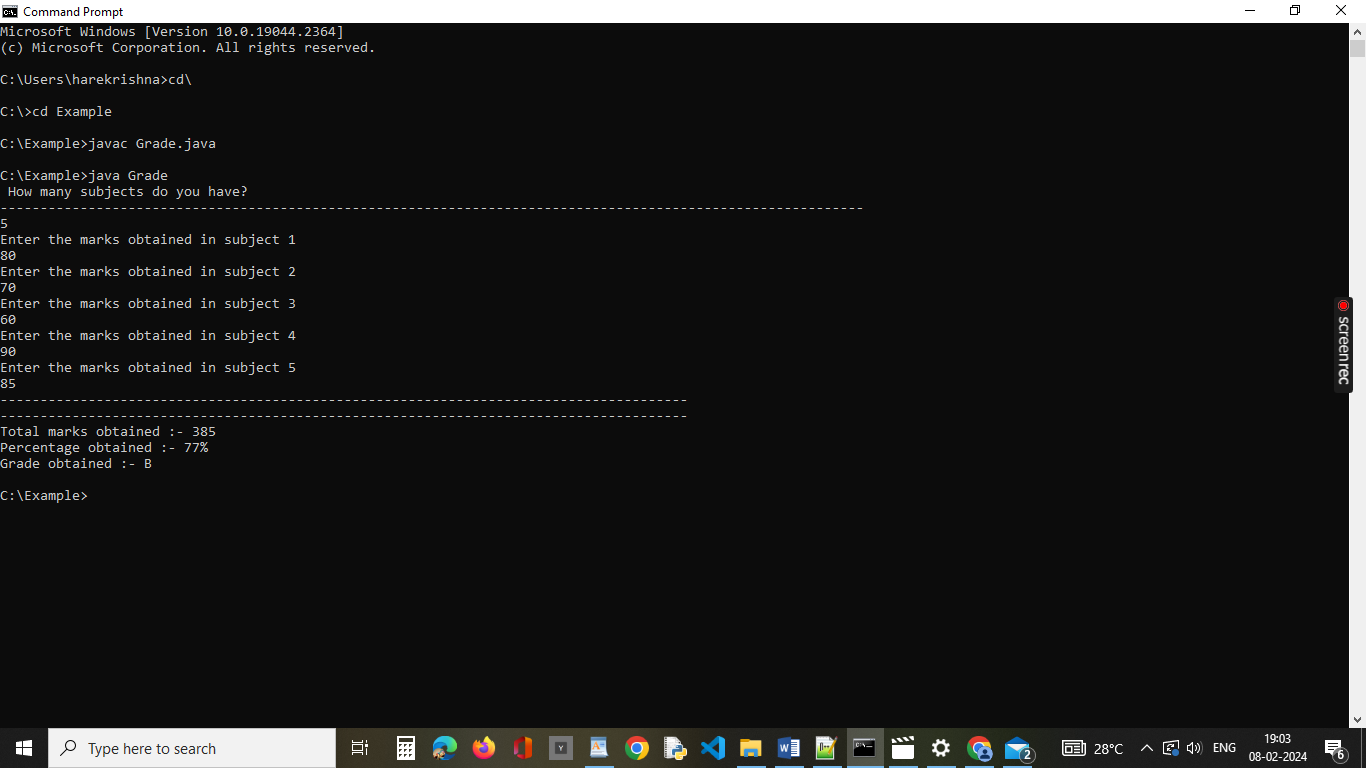 Command Prompt
Microsoft Windows [Version 10.0.19044.2364]
(c) Microsoft Corporation. All rights reserved.
C:\Users\harekrishna>cd\
C:\>cd Example
C:\Example>javac Grade.java
C:\Example>java Grade
How many subjects do you have?
------------------------------------------------------------------------------------------------------------
5
Enter the marks obtained in subject 1
80
Enter the marks obtained in subject 2
70
Enter the marks obtained in subject 3
60
Enter the marks obtained in subject 4
90
Enter the marks obtained in subject 5
85
--------------------------------------------------------------------------------------
--------------------------------------------------------------------------------------
Total marks obtained :- 385
Percentage obtained :- 77%
Grade obtained :- B
C:\Example>
screenrec
Type here to search
2
28°C
ENG
19:03
08-02-2024
6